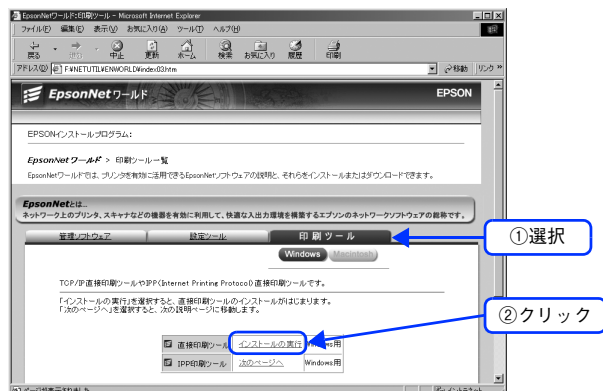 EpsonNetワールド:印刷ツール - Microsoft Internet Explorer
ファイル(F) 編集(E) 表示(V) お気に入り(A) ツール(T) ヘルプ(H)
戻る 進む 中止 更新 ホーム 検索 お気に入り 履歴 印刷
アドレス(D) F:¥NETUTIL¥ENWORLD¥index03.htm 移動 リンク »
EpsonNet ワールド EPSON
EPSONインストールプログラム:
EpsonNet ワールド > 印刷ツール一覧
EpsonNetワールドでは、プリンタを有効に活用できるEpsonNetソフトウェアの説明と、それらをインストールまたはダウンロードできます。
EpsonNetとは...
ネットワーク上のプリンタ、スキャナなどの機器を有効に利用して、快適な入出力環境を構築するエプソンのネットワークソフトウェアの総称です。
管理ソフトウェア 設定ツール 印刷ツール
①選択
Windows Macintosh
TCP/IP直接印刷ツールやIPP(Internet Printing Protocol)直接印刷ツールです。
「インストールの実行」を選択すると、直接印刷ツールのインストールがはじまります。
「次のページへ」を選択すると、次の説明ページに移動します。
②クリック
直接印刷ツール インストールの実行 Windows用
IPP印刷ツール 次のページへ Windows用
ページが表示されました